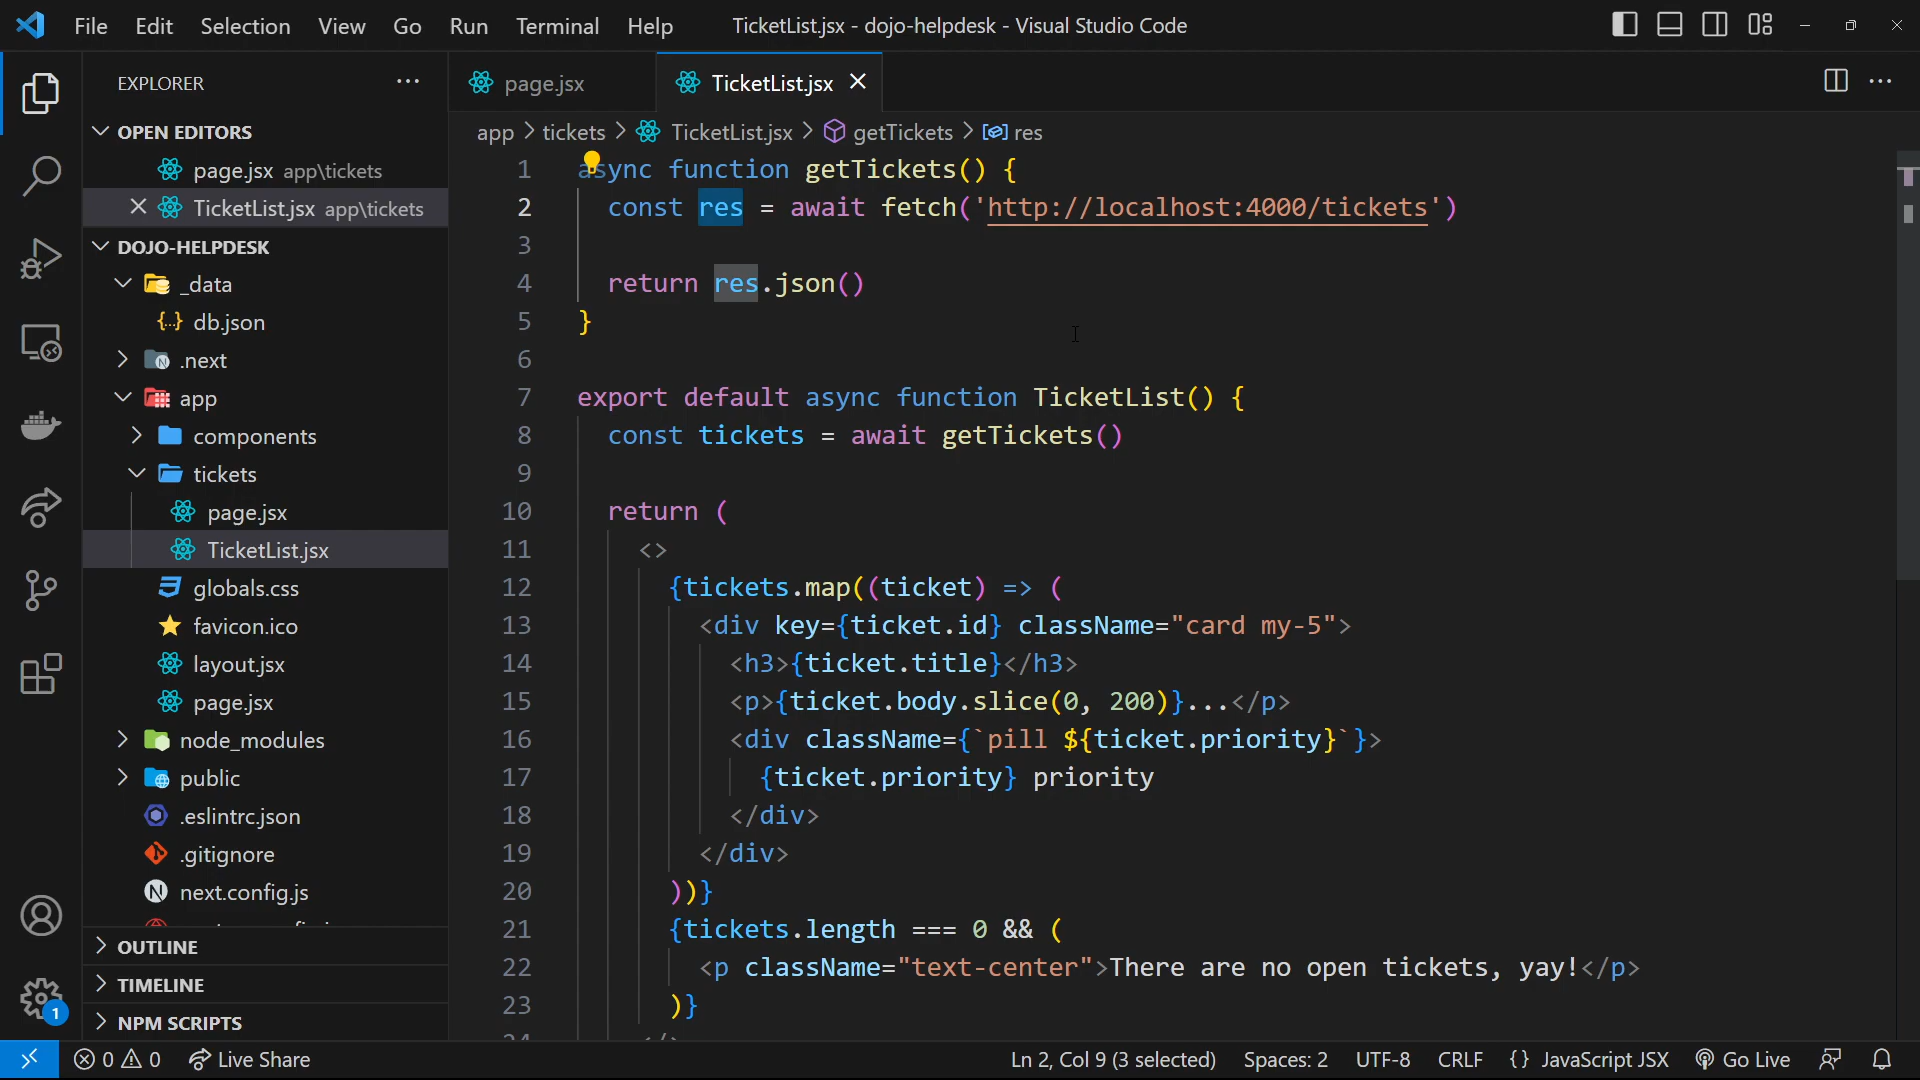 File Edit Selection View Go Run Terminal Help TicketList.jsx - dojo-helpdesk - Visual Studio Code
EXPLORER
page.jsx TicketList.jsx
OPEN EDITORS
page.jsx app\tickets
TicketList.jsx app\tickets
DOJO-HELPDESK
_data
db.json
.next
app
components
tickets
page.jsx
TicketList.jsx
globals.css
favicon.ico
layout.jsx
page.jsx
node_modules
public
.eslintrc.json
.gitignore
next.config.js
OUTLINE
TIMELINE
NPM SCRIPTS
app > tickets > TicketList.jsx > getTickets > res
1 async function getTickets() {
2 const res = await fetch('http://localhost:4000/tickets')
3
4 return res.json()
5 }
6
7 export default async function TicketList() {
8 const tickets = await getTickets()
9
10 return (
11 <>
12 {tickets.map((ticket) => (
13 <div key={ticket.id} className="card my-5">
14 <h3>{ticket.title}</h3>
15 <p>{ticket.body.slice(0, 200)}...</p>
16 <div className={`pill ${ticket.priority}`}>
17 {ticket.priority} priority
18 </div>
19 </div>
20 ))}
21 {tickets.length === 0 && (
22 <p className="text-center">There are no open tickets, yay!</p>
23 )}
1
0 0 Live Share Ln 2, Col 9 (3 selected) Spaces: 2 UTF-8 CRLF {} JavaScript JSX Go Live